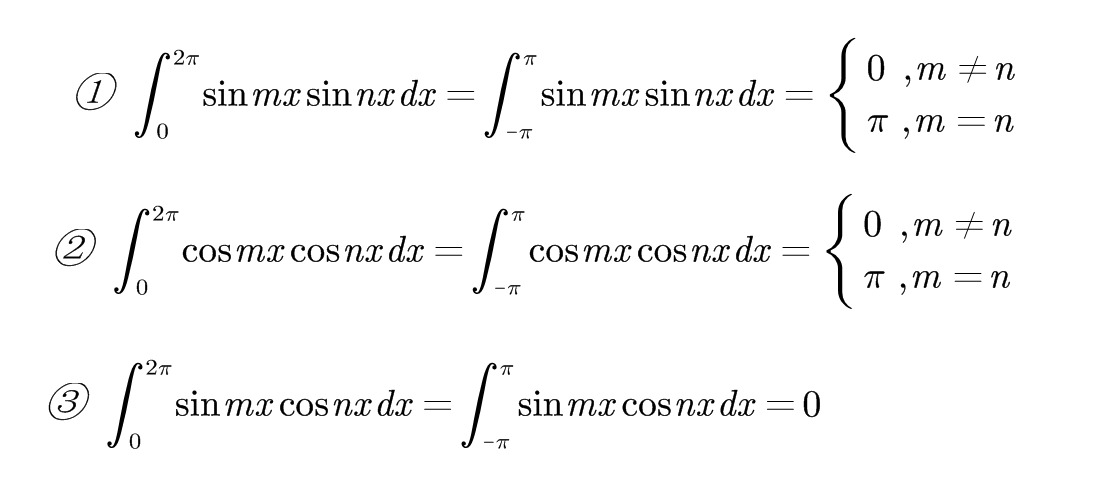 ① ∫₀^{2π} sin mx sin nx dx = ∫_{-π}^{π} sin mx sin nx dx = { 0 , m ≠ n
π , m = n
② ∫₀^{2π} cos mx cos nx dx = ∫_{-π}^{π} cos mx cos nx dx = { 0 , m ≠ n
π , m = n
③ ∫₀^{2π} sin mx cos nx dx = ∫_{-π}^{π} sin mx cos nx dx = 0